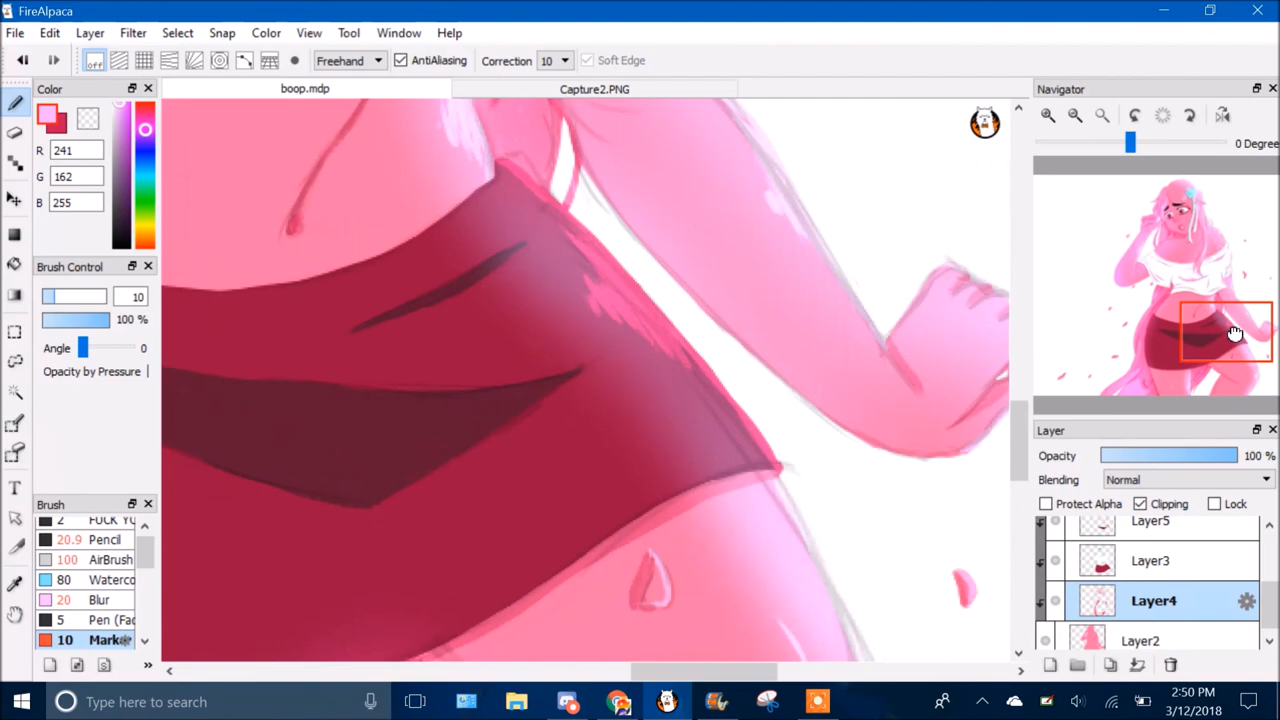 FireAlpaca
File Edit View Layer Filter Select Snap Color View Tool Window Help
Freehand AntiAliasing Correction 10 Soft Edge
Color boop.mdp Capture2.PNG Navigator
R 241
G 162
B 255
0 Degree
Brush Control
10
100 %
Angle 0
Opacity by Pressure
Layer
Opacity 100 %
Blending Normal
Protect Alpha Clipping Lock
Brush
2 FUCK YO
20.9 Pencil
100 AirBrush
80 Waterco
20 Blur
5 Pen (Fad
10 Mark
Layer5
Layer3
Layer4
Layer2
Type here to search
2:50 PM
3/12/2018